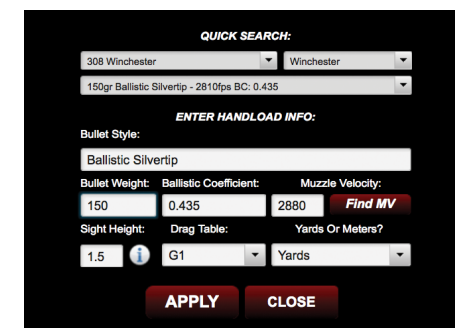 QUICK SEARCH:
308 Winchester Winchester
150gr Ballistic Silvertip - 2810fps BC: 0.435
ENTER HANDLOAD INFO:
Bullet Style:
Ballistic Silvertip
Bullet Weight: Ballistic Coefficient: Muzzle Velocity:
150 0.435 2880 Find MV
Sight Height: Drag Table: Yards Or Meters?
1.5 i G1 Yards
APPLY CLOSE